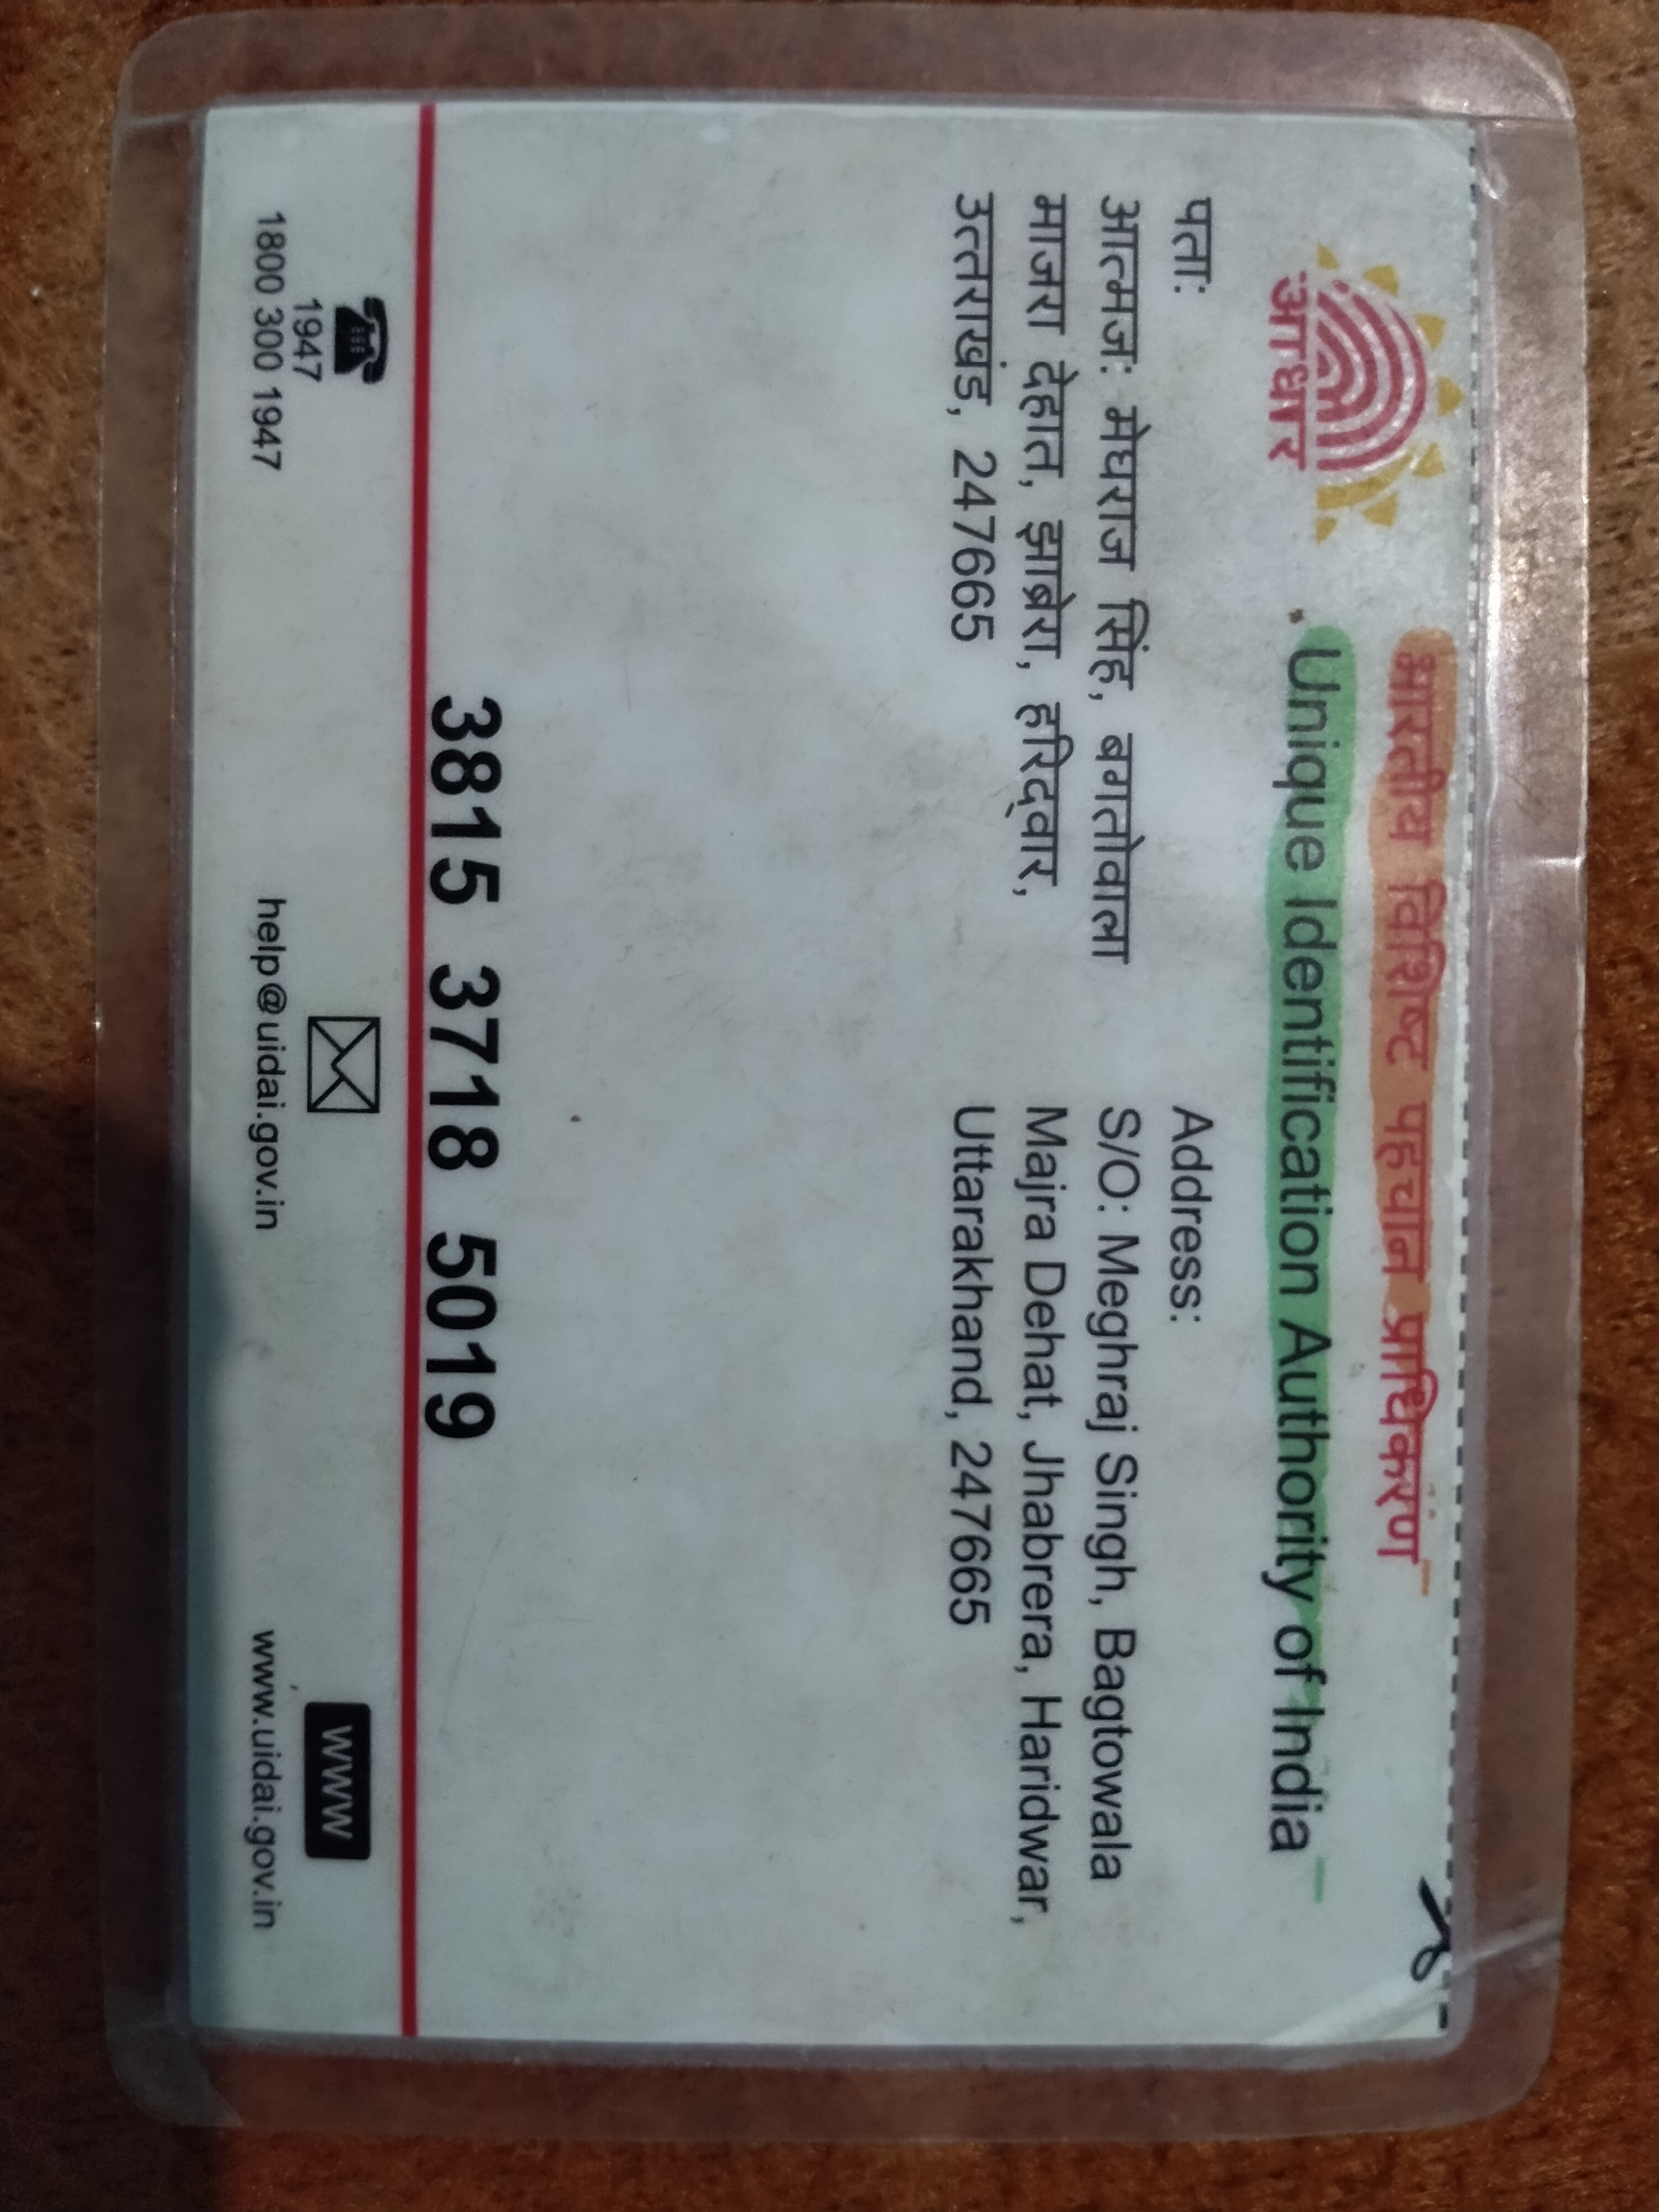 भारतीय विशिष्ट पहचान प्राधिकरण
Unique Identification Authority of India
आधार
पता:
आत्मज: मेघराज सिंह, बगतोवाला
माजरा देहात, झाब्रेरा, हरिद्वार,
उत्तराखंड, 247665
Address:
S/O: Meghraj Singh, Bagtowala
Majra Dehat, Jhabrera, Haridwar,
Uttarakhand, 247665
3815 3718 5019
1947
1800 300 1947
help@uidai.gov.in
www
www.uidai.gov.in